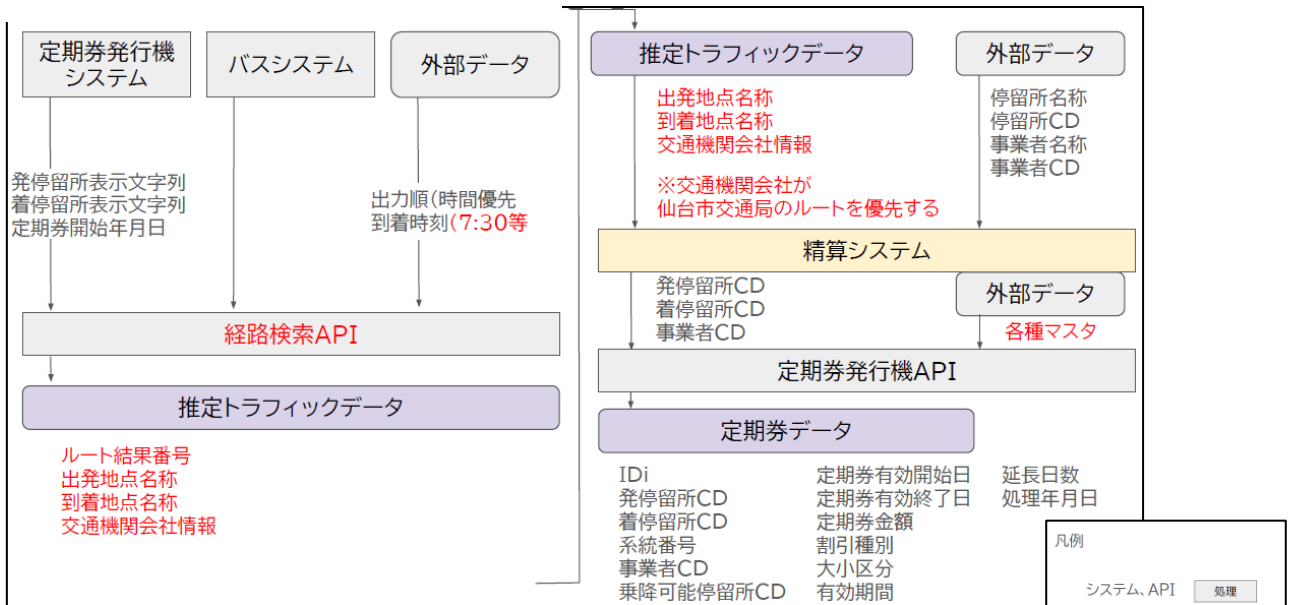 定期券発行機
システム
バスシステム
外部データ
発停留所表示文字列
着停留所表示文字列
定期券開始年月日
出力順(時間優先
到着時刻(7:30等
経路検索API
推定トラフィックデータ
ルート結果番号
出発地点名称
到着地点名称
交通機関会社情報
推定トラフィックデータ
外部データ
出発地点名称
到着地点名称
交通機関会社情報
※交通機関会社が
仙台市交通局のルートを優先する
停留所名称
停留所CD
事業者名称
事業者CD
精算システム
発停留所CD
着停留所CD
事業者CD
外部データ
各種マスタ
定期券発行機API
定期券データ
IDi
発停留所CD
着停留所CD
系統番号
事業者CD
乗降可能停留所CD
定期券有効開始日
定期券有効終了日
定期券金額
割引種別
大小区分
有効期間
延長日数
処理年月日
凡例
システム、API
処理